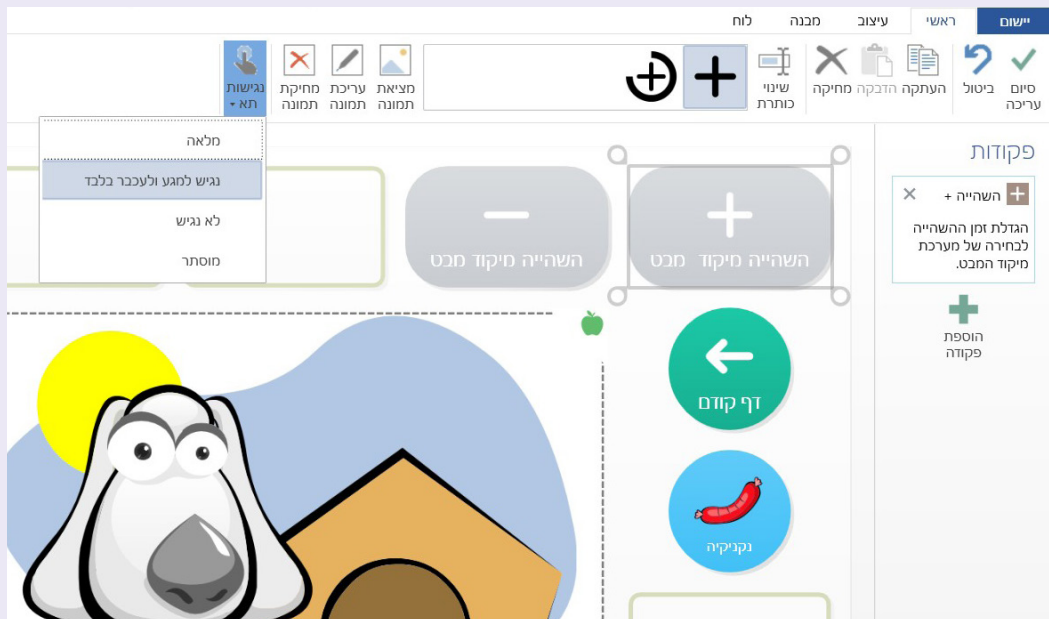 יישום
ראשי
עיצוב
מבנה
לוח
סיום
עריכה
ביטול
העתקה
הדבקה
מחיקה
שינוי
כותרת
מציאת
תמונה
עריכת
תמונה
מחיקת
תמונה
נגישות
תא
מלאה
נגיש למגע ולעכבר בלבד
לא נגיש
מוסתר
פקודות
השהייה +
הגדלת זמן ההשהייה
לבחירה של מערכת
מיקוד המבט.
הוספת
פקודה
השהייה מיקוד מבט
השהייה מיקוד מבט
דף קודם
נקניקיה